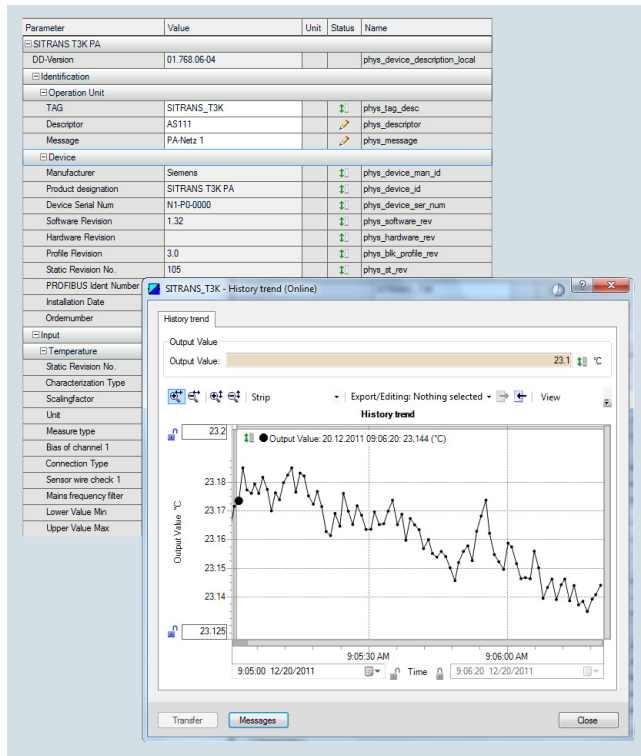 Parameter Value Unit Status Name
SITRANS T3K PA
DD-Version 01.768.06-04 phys_device_description_local
Identification
Operation Unit
TAG SITRANS_T3K phys_tag_desc
Descriptor AS111 phys_descriptor
Message PA-Netz 1 phys_message
Device
Manufacturer Siemens phys_device_man_id
Product designation SITRANS T3K PA phys_device_id
Device Serial Num N1-P0-0000 phys_device_ser_num
Software Revision 1.32 phys_software_rev
Hardware Revision phys_hardware_rev
Profile Revision 3.0 phys_blk_profile_rev
Static Revision No. 105 phys_st_rev
PROFIBUS Ident Number
Installation Date
Ordernumber
Input
Temperature
Static Revision No.
Characterization Type
Scalingfactor
Unit
Measure type
Bias of channel 1
Connection Type
Sensor wire check 1
Mains frequency filter
Lower Value Min
Upper Value Max
SITRANS_T3K - History trend (Online)
History trend
Output Value
Output Value: 23.1 °C
Strip Export/Editing: Nothing selected View
History trend
23.2
Output Value: 20.12.2011 09:06:20: 23,144 (°C)
23.18
23.17
23.16
23.14
23.125
Output Value °C
9:05:30 AM 9:06:00 AM
9:05:00 12/20/2011 Time 9:06:20 12/20/2011
Transfer Messages Close